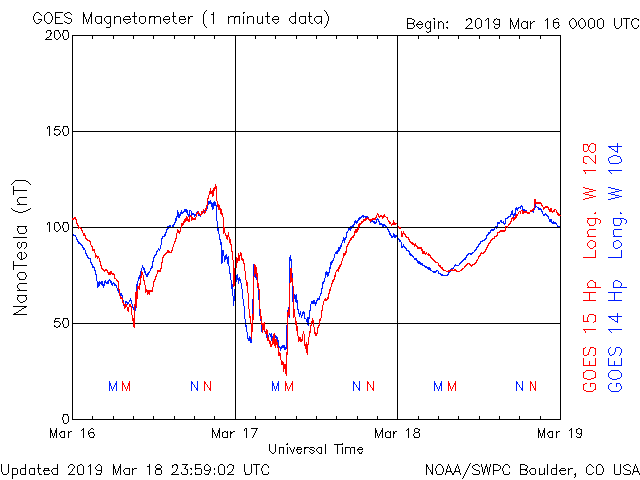 GOES Magnetometer (1 minute data)
Begin: 2019 Mar 16 0000 UTC
200
150
100
50
0
NanoTesla (nT)
M M N N M M N N M M N N
Mar 16 Mar 17 Mar 18 Mar 19
Universal Time
GOES 15 Hp Long. W 128
GOES 14 Hp Long. W 104
Updated 2019 Mar 18 23:59:02 UTC
NOAA/SWPC Boulder, CO USA